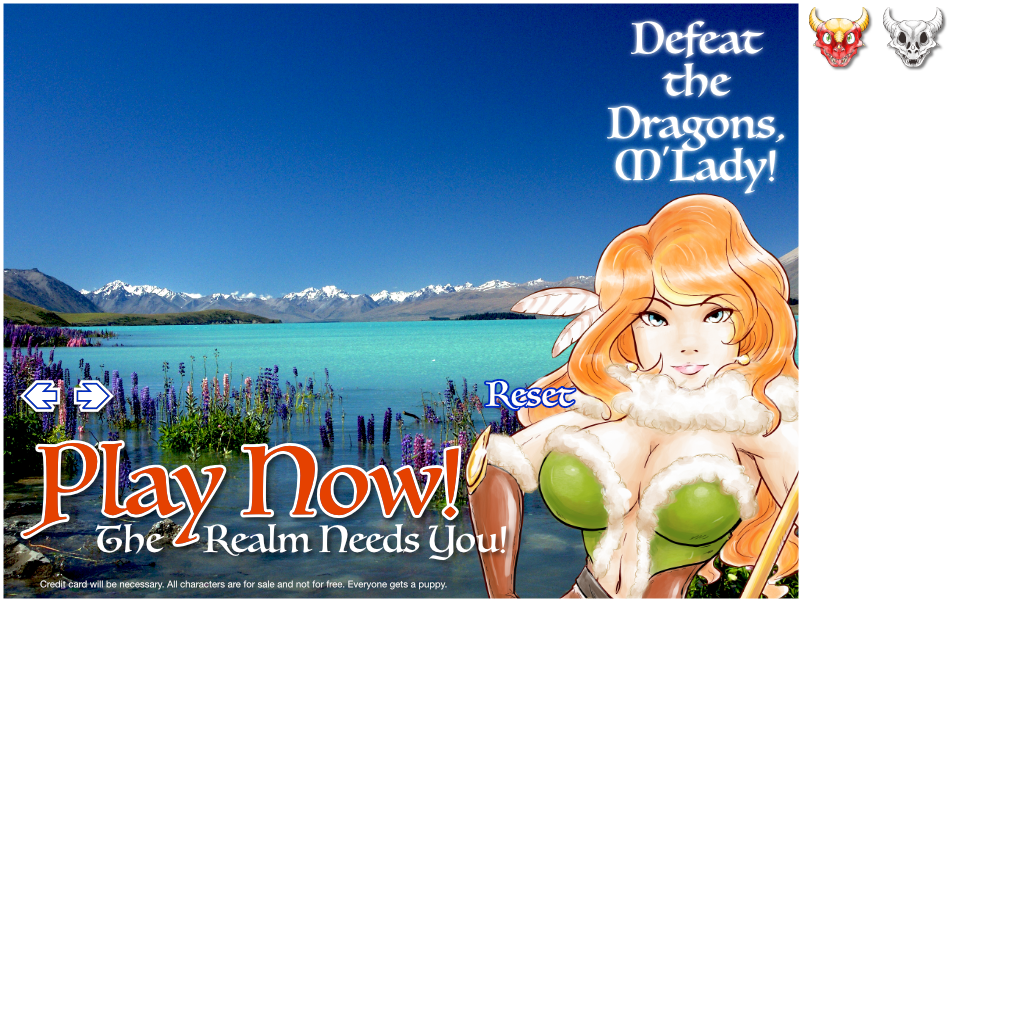 Defeat
the
Dragons,
M'Lady!
Reset
Play Now!
The Realm Needs You!
Credit card will be necessary. All characters are for sale and not for free. Everyone gets a puppy.